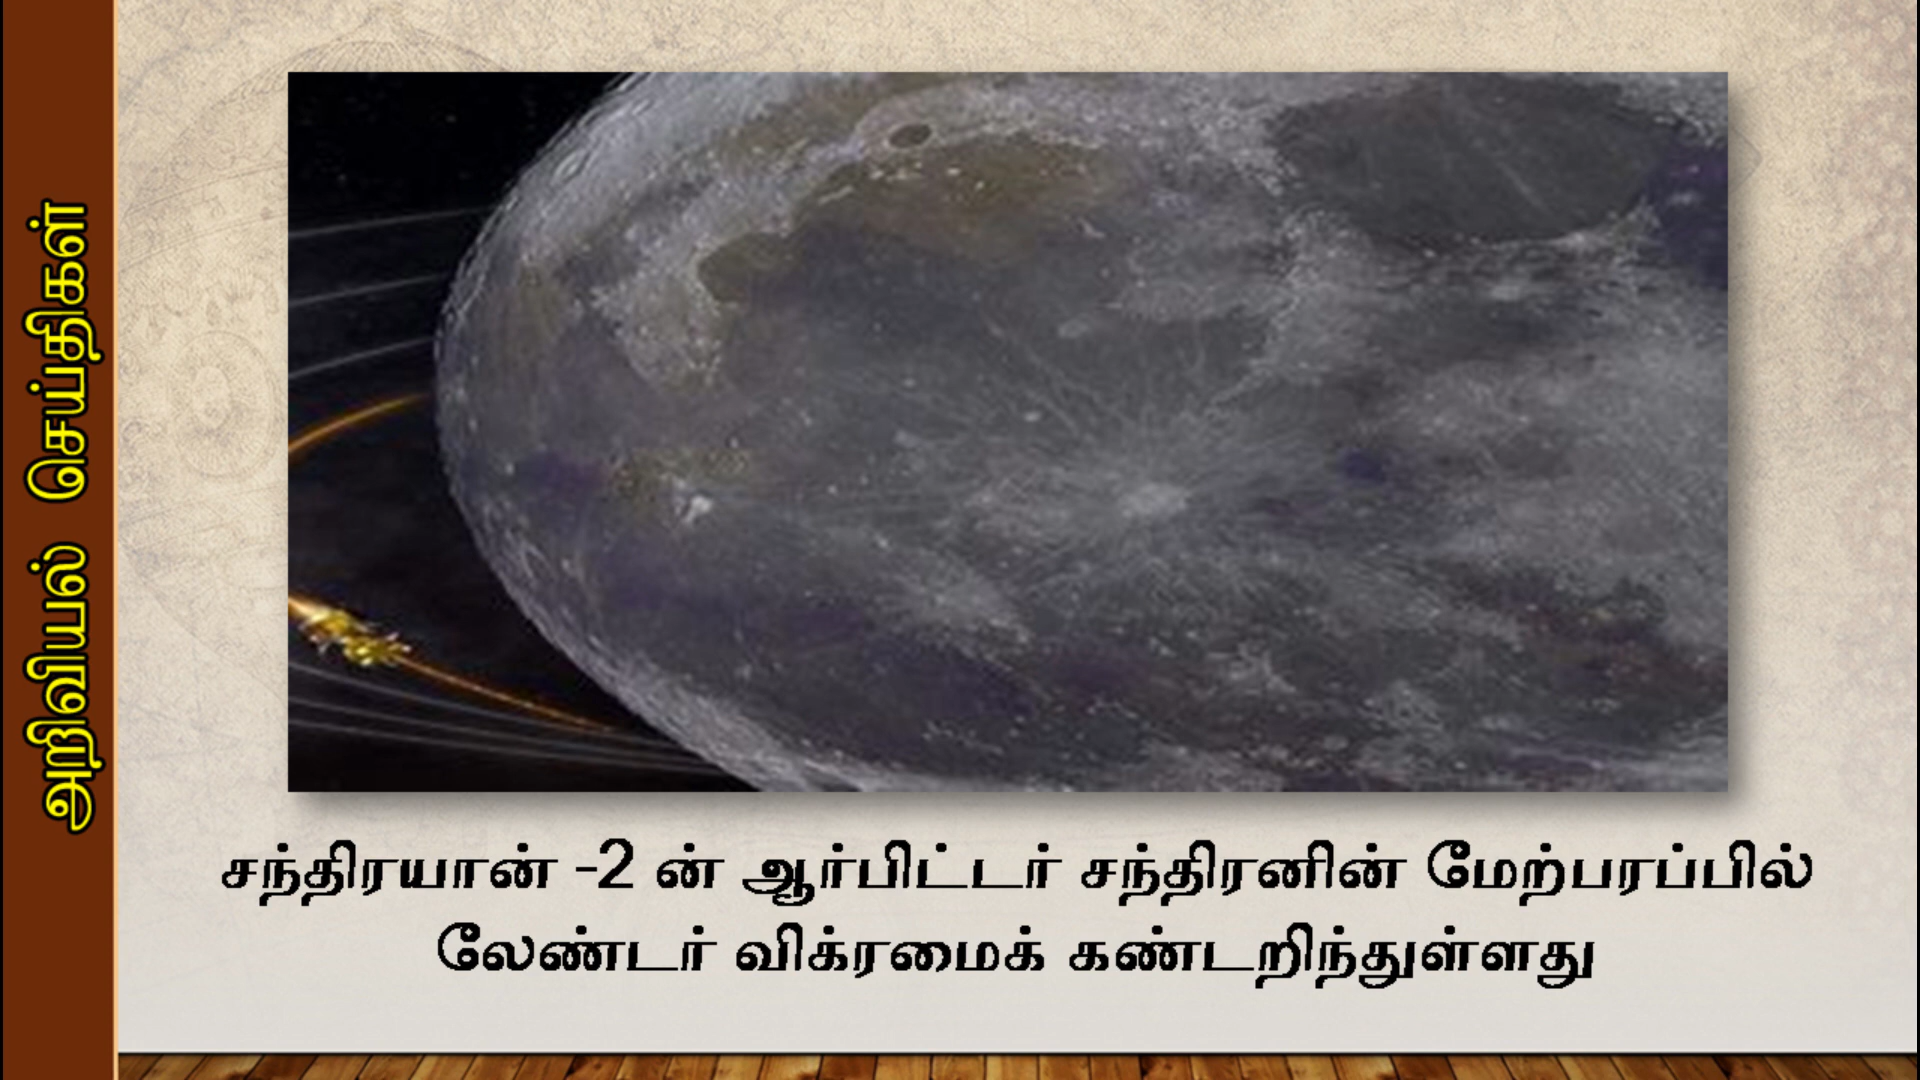 அறிவியல் செய்திகள்
சந்திரயான் -2 ன் ஆர்பிட்டர் சந்திரனின் மேற்பரப்பில்
லேண்டர் விக்ரமைக் கண்டறிந்துள்ளது